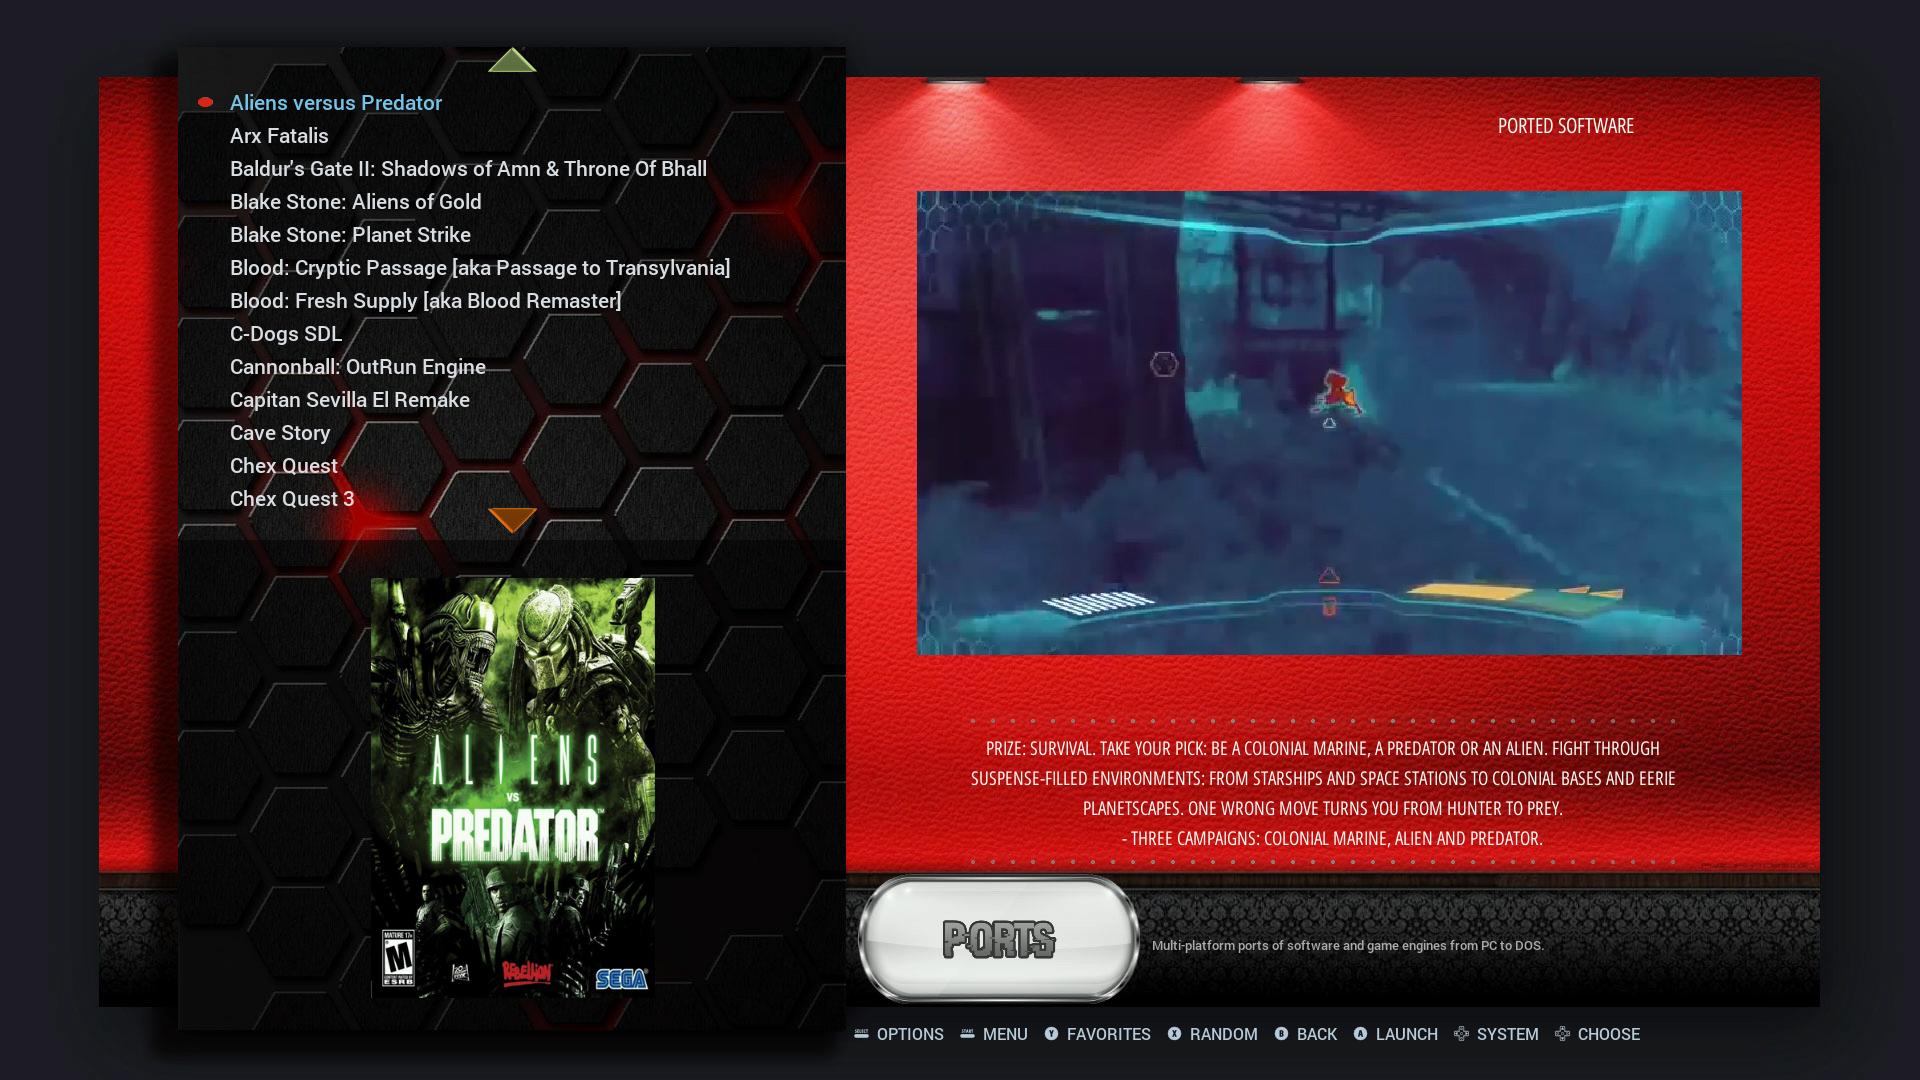 Aliens versus Predator
Arx Fatalis
Baldur's Gate II: Shadows of Amn & Throne Of Bhall
Blake Stone: Aliens of Gold
Blake Stone: Planet Strike
Blood: Cryptic Passage [aka Passage to Transylvania]
Blood: Fresh Supply [aka Blood Remaster]
C-Dogs SDL
Cannonball: OutRun Engine
Capitan Sevilla El Remake
Cave Story
Chex Quest
Chex Quest 3
ALIENS
VS
PREDATOR™
MATURE 17+
M
ESRB
REBELLION
SEGA
PORTED SOFTWARE
PRIZE: SURVIVAL. TAKE YOUR PICK: BE A COLONIAL MARINE, A PREDATOR OR AN ALIEN. FIGHT THROUGH
SUSPENSE-FILLED ENVIRONMENTS: FROM STARSHIPS AND SPACE STATIONS TO COLONIAL BASES AND EERIE
PLANETSCAPES. ONE WRONG MOVE TURNS YOU FROM HUNTER TO PREY.
- THREE CAMPAIGNS: COLONIAL MARINE, ALIEN AND PREDATOR.
PORTS
Multi-platform ports of software and game engines from PC to DOS.
SELECT OPTIONS START MENU Y FAVORITES X RANDOM B BACK A LAUNCH SYSTEM CHOOSE